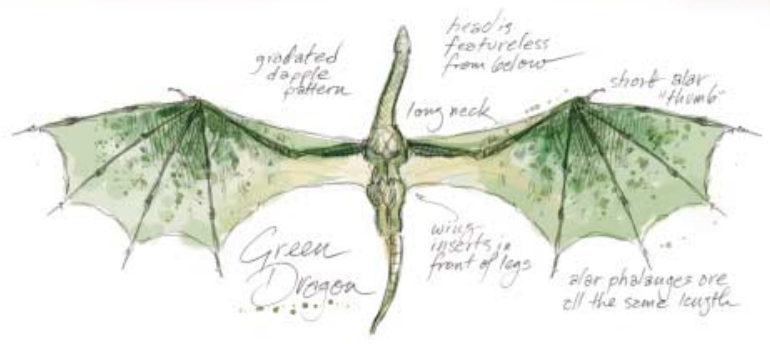 gradated
dapple
pattern
head is
featureless
from below
short alar
"thumb"
long neck
wing
inserts in
front of legs
Green
Dragon
alar phalanges are
all the same length